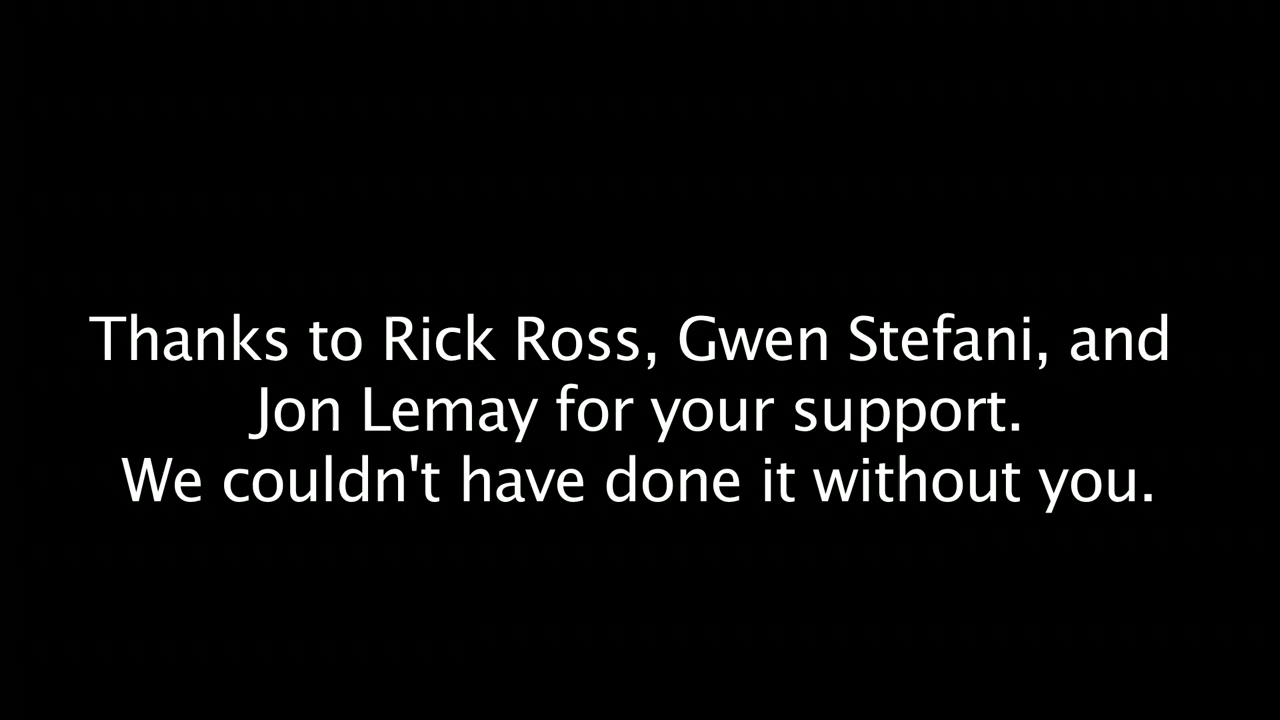 Thanks to Rick Ross, Gwen Stefani, and
Jon Lemay for your support.
We couldn't have done it without you.